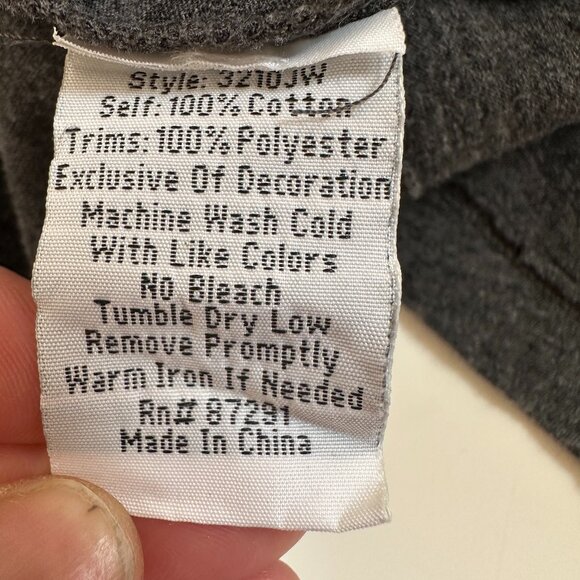 Style: 3210JW
Self: 100% Cotton
Trims: 100% Polyester
Exclusive Of Decoration
Machine Wash Cold
With Like Colors
No Bleach
Tumble Dry Low
Remove Promptly
Warm Iron If Needed
Rn# 87291
Made In China